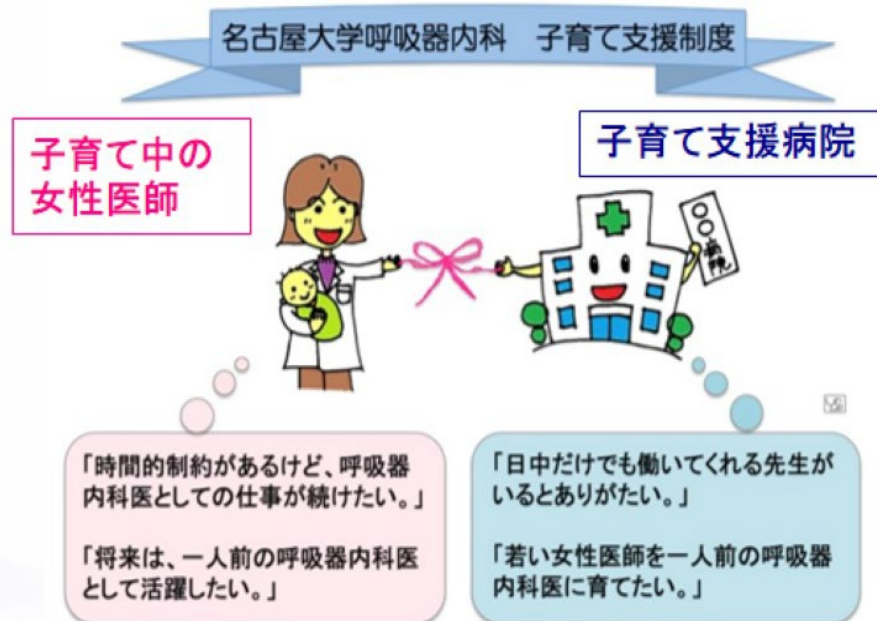 名古屋大学呼吸器内科　子育て支援制度
子育て中の
女性医師
子育て支援病院
○○病院
「時間的制約があるけど、呼吸器
内科医としての仕事が続けたい。」
「将来は、一人前の呼吸器内科医
として活躍したい。」
「日中だけでも働いてくれる先生が
いるとありがたい。」
「若い女性医師を一人前の呼吸器
内科医に育てたい。」